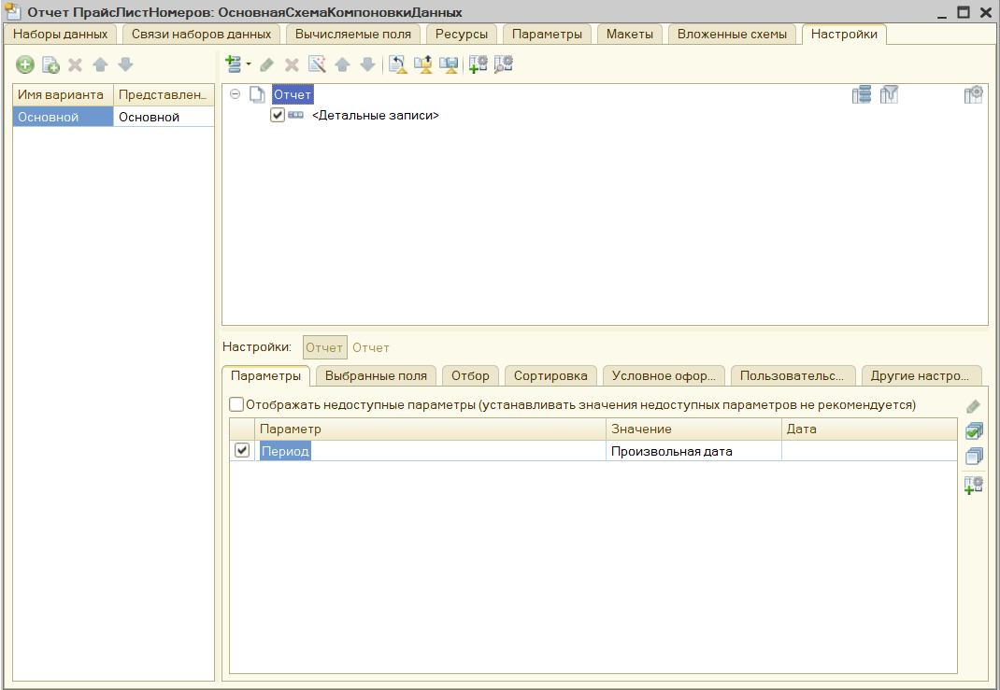 Отчет ПрайсЛистНомеров: ОсновнаяСхемаКомпоновкиДанных
Наборы данных Связи наборов данных Вычисляемые поля Ресурсы Параметры Макеты Вложенные схемы Настройки
Имя варианта Представлен...
Основной Основной
Отчет
<Детальные записи>
Настройки: Отчет Отчет
Параметры Выбранные поля Отбор Сортировка Условное офор... Пользовательс... Другие настро...
Отображать недоступные параметры (устанавливать значения недоступных параметров не рекомендуется)
Параметр Значение Дата
Период Произвольная дата